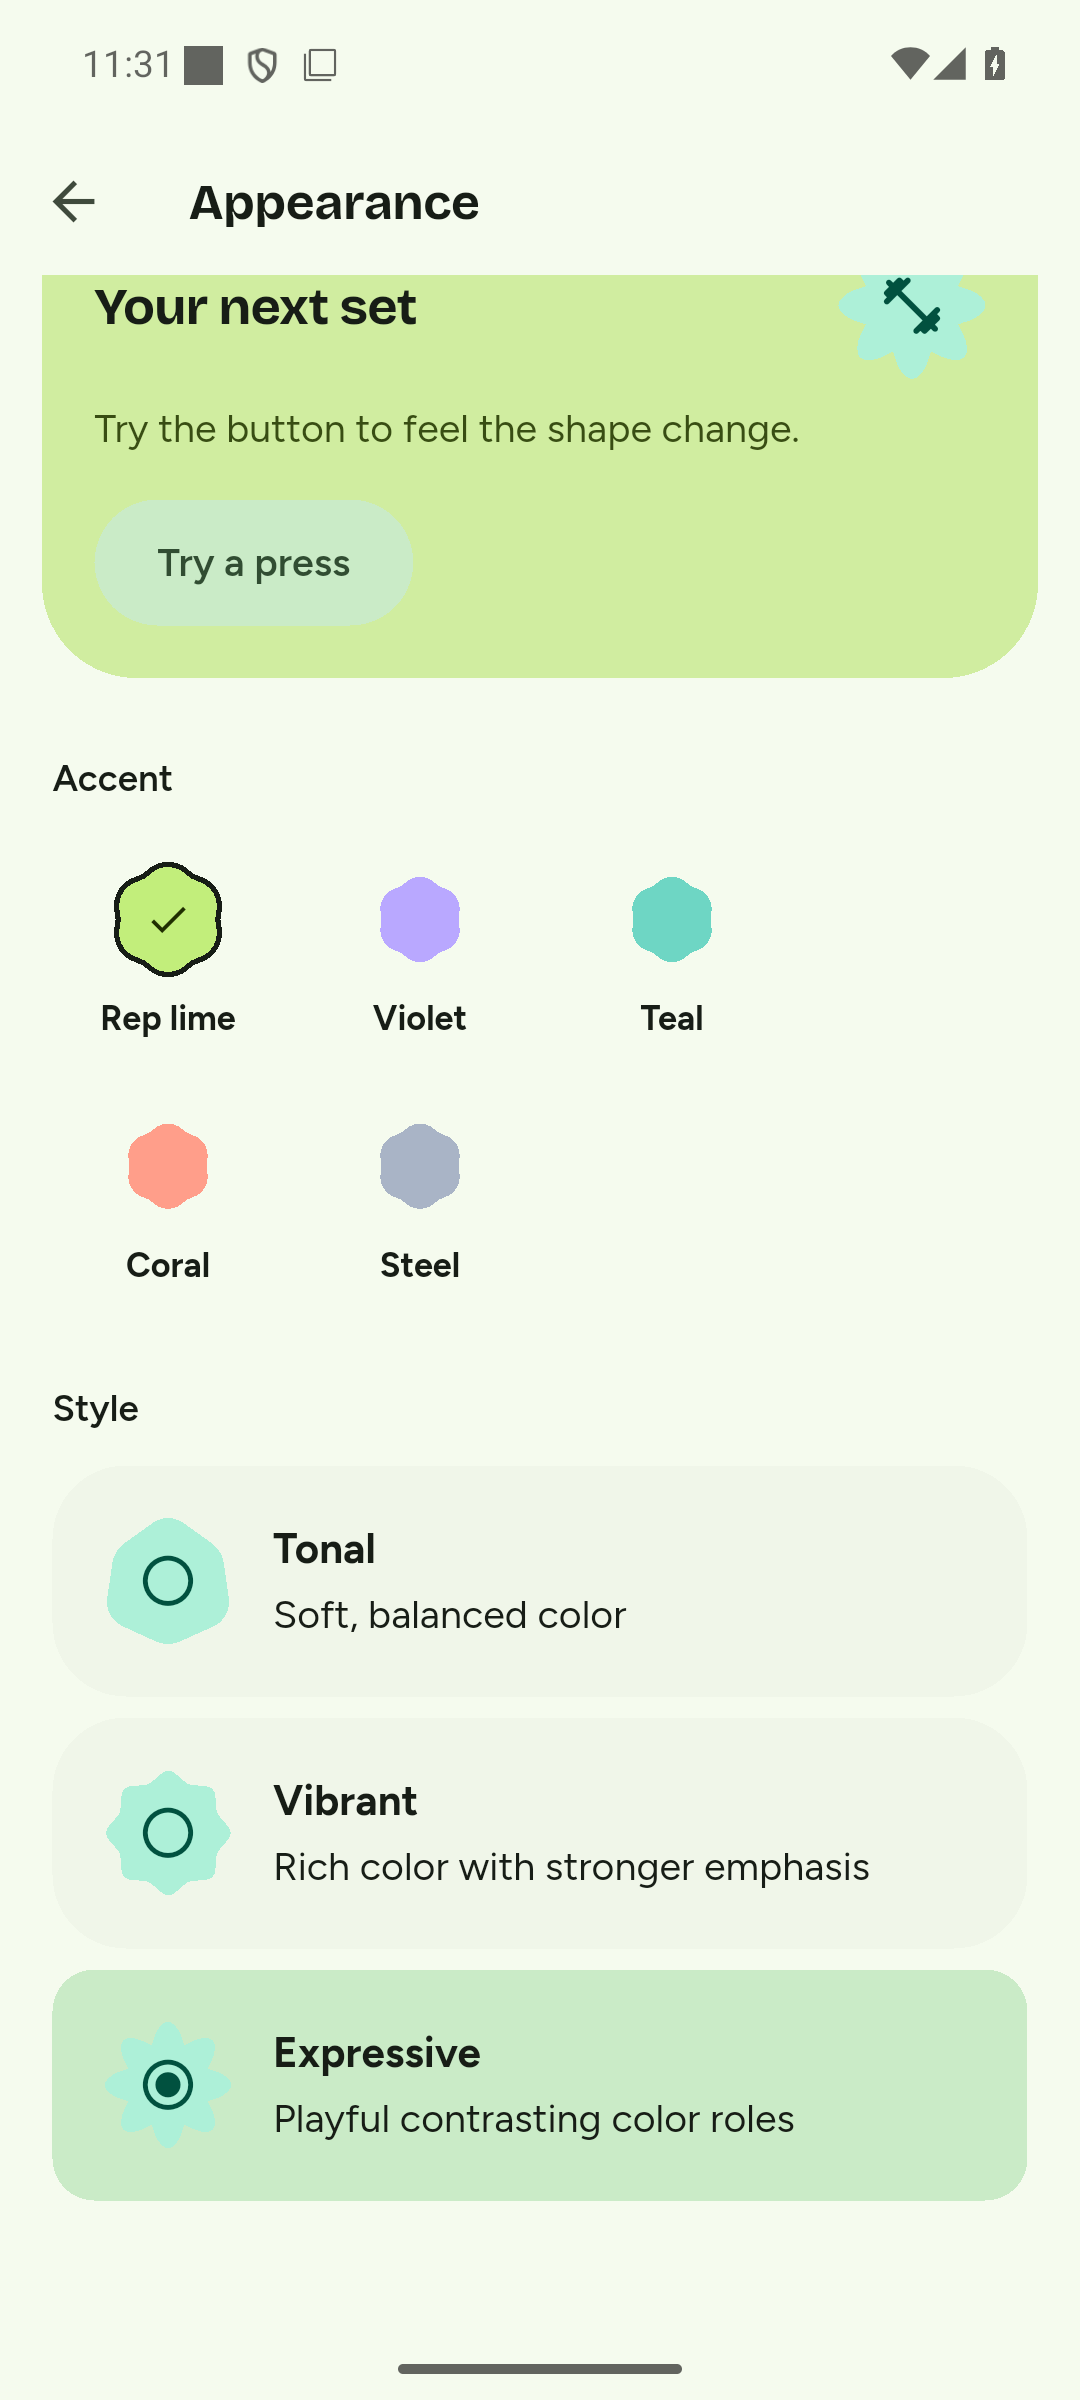 11:31
Appearance
Your next set
Try the button to feel the shape change.
Try a press
Accent
Rep lime
Violet
Teal
Coral
Steel
Style
Tonal
Soft, balanced color
Vibrant
Rich color with stronger emphasis
Expressive
Playful contrasting color roles